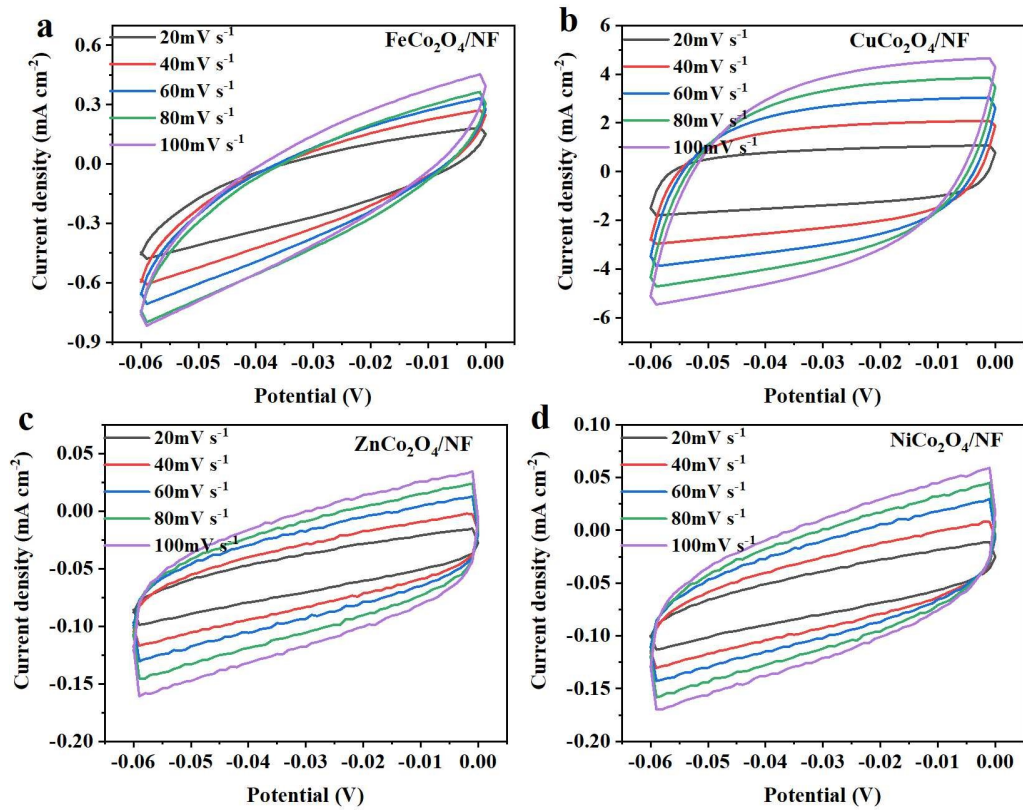 a
20mV s⁻¹
40mV s⁻¹
60mV s⁻¹
80mV s⁻¹
100mV s⁻¹
FeCo₂O₄/NF
0.6
0.3
0.0
-0.3
-0.6
-0.9
Current density (mA cm⁻²)
-0.06 -0.05 -0.04 -0.03 -0.02 -0.01 0.00
Potential (V)
b
20mV s⁻¹
40mV s⁻¹
60mV s⁻¹
80mV s⁻¹
100mV s⁻¹
CuCo₂O₄/NF
6
4
2
0
-2
-4
-6
Current density (mA cm⁻²)
-0.06 -0.05 -0.04 -0.03 -0.02 -0.01 0.00
Potential (V)
c
20mV s⁻¹
40mV s⁻¹
60mV s⁻¹
80mV s⁻¹
100mV s⁻¹
ZnCo₂O₄/NF
0.05
0.00
-0.05
-0.10
-0.15
-0.20
Current density (mA cm⁻²)
-0.06 -0.05 -0.04 -0.03 -0.02 -0.01 0.00
Potential (V)
d
20mV s⁻¹
40mV s⁻¹
60mV s⁻¹
80mV s⁻¹
100mV s⁻¹
NiCo₂O₄/NF
0.10
0.05
0.00
-0.05
-0.10
-0.15
-0.20
Current density (mA cm⁻²)
-0.06 -0.05 -0.04 -0.03 -0.02 -0.01 0.00
Potential (V)